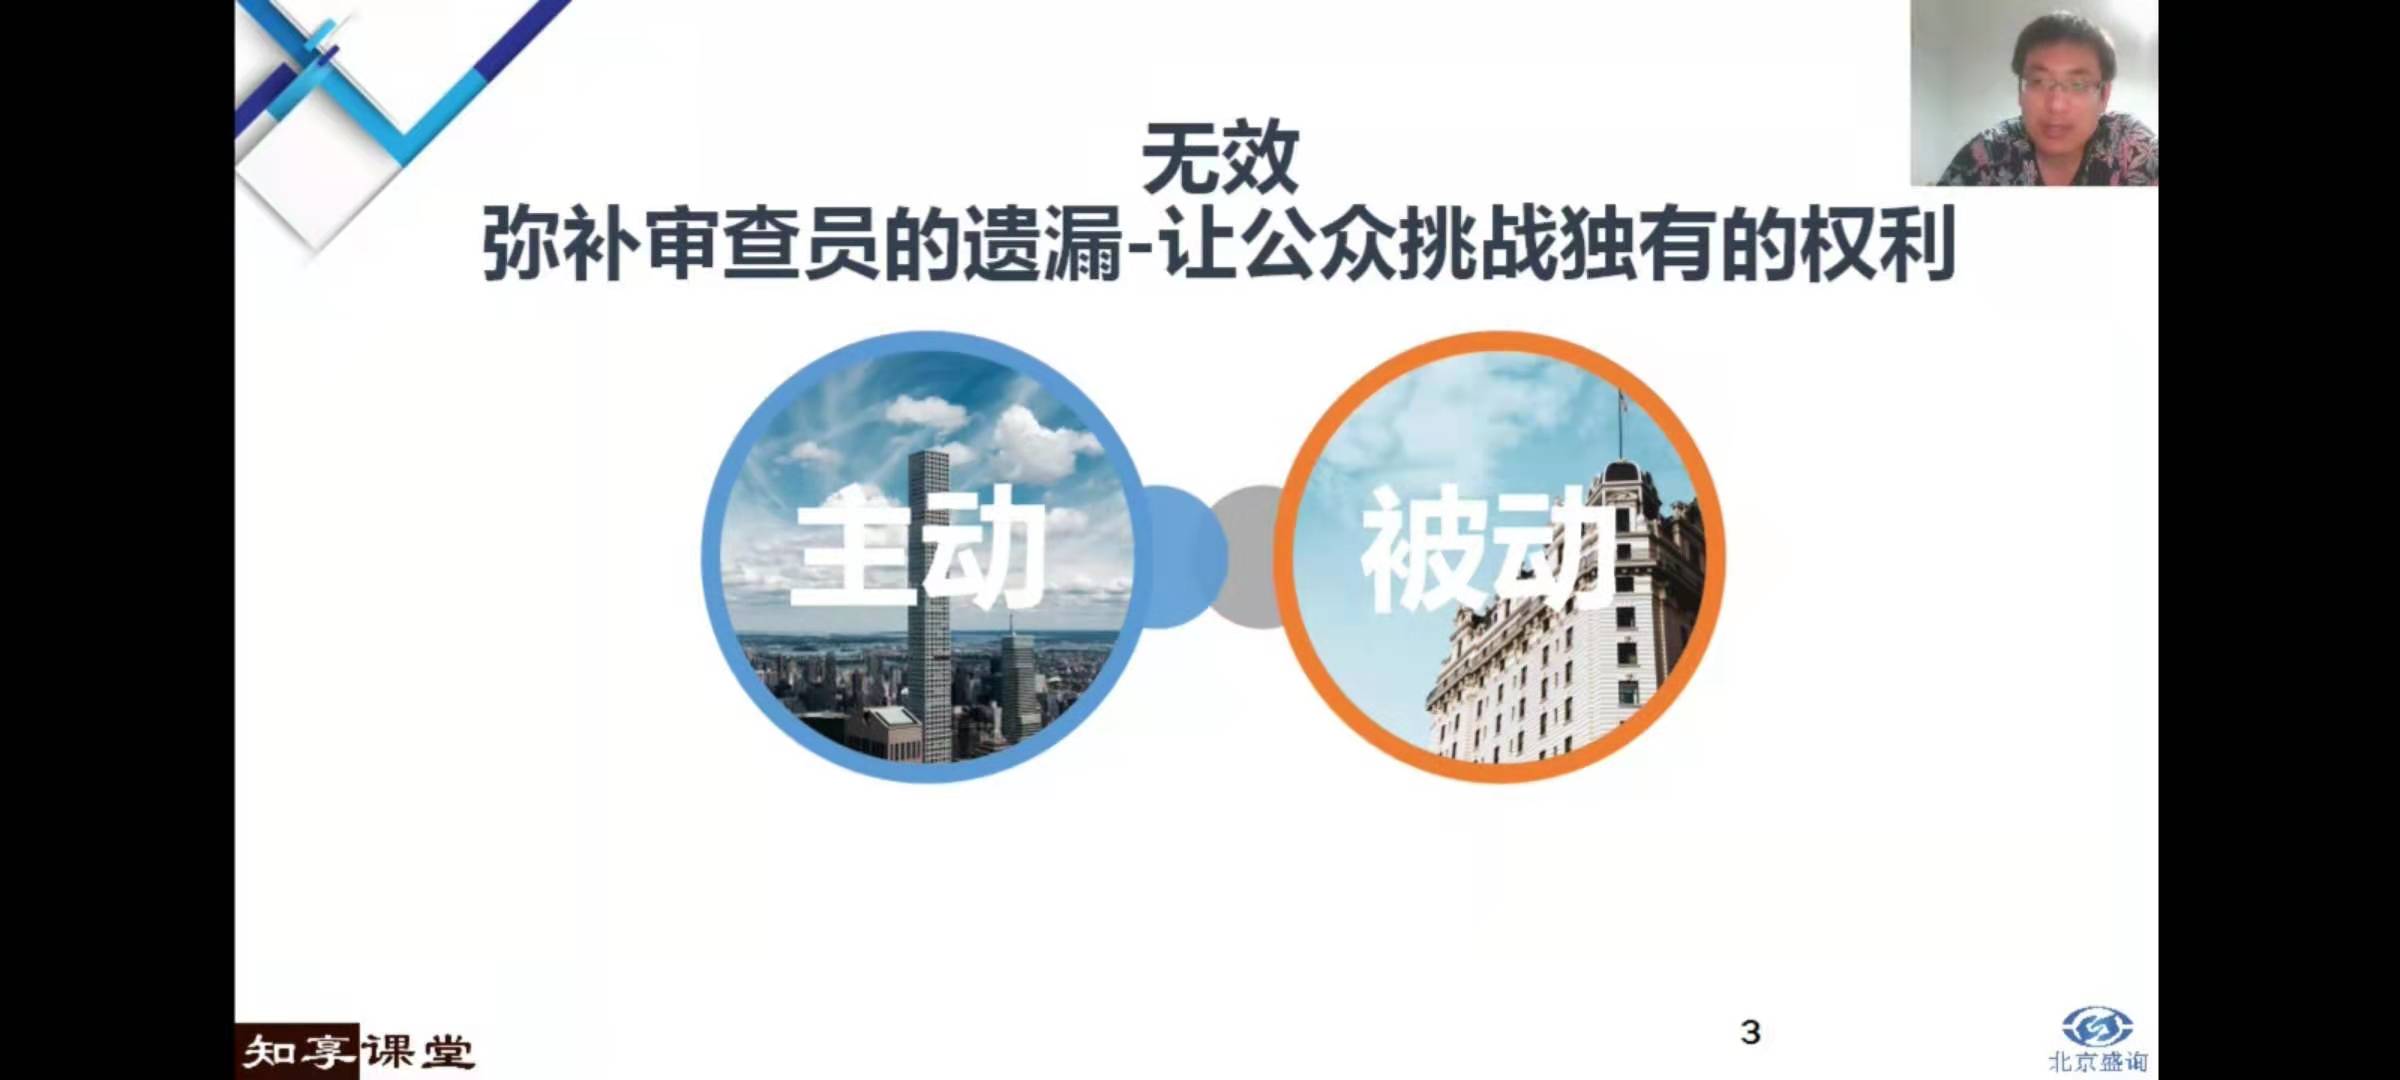 无效
弥补审查员的遗漏-让公众挑战独有的权利
主动
被动
知享课堂
3
北京盛询